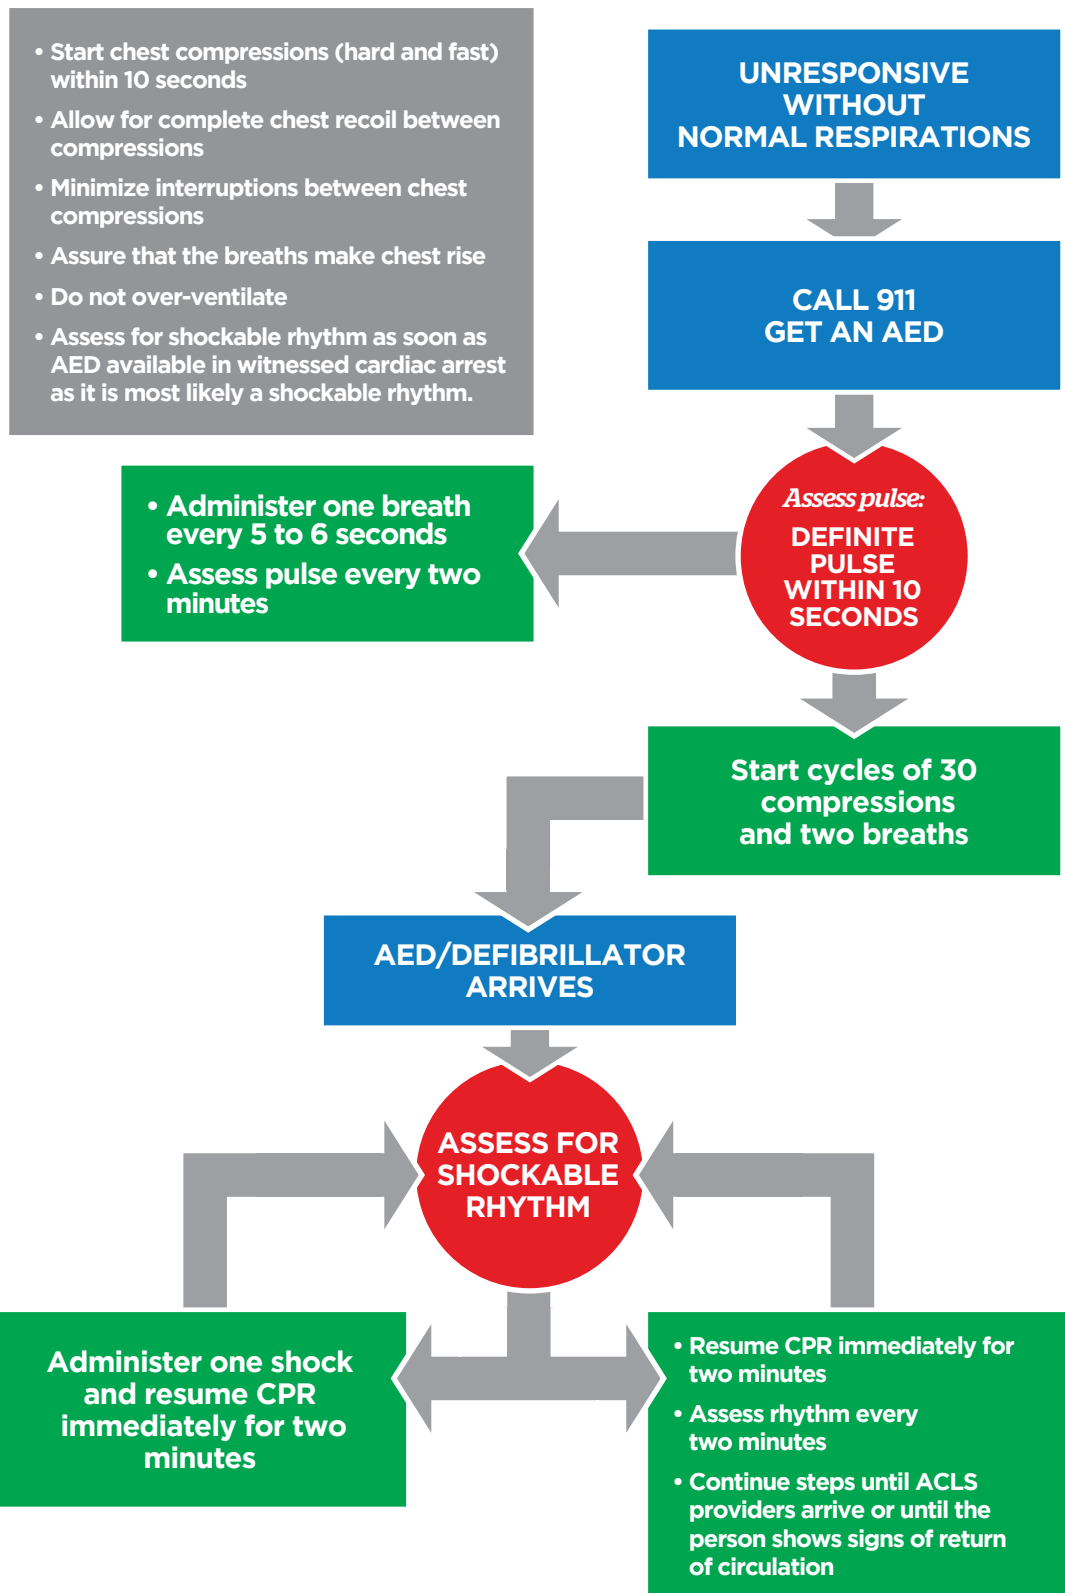 • Start chest compressions (hard and fast)
within 10 seconds
• Allow for complete chest recoil between
compressions
• Minimize interruptions between chest
compressions
• Assure that the breaths make chest rise
• Do not over-ventilate
• Assess for shockable rhythm as soon as
AED available in witnessed cardiac arrest
as it is most likely a shockable rhythm.
UNRESPONSIVE
WITHOUT
NORMAL RESPIRATIONS
CALL 911
GET AN AED
Assess pulse:
DEFINITE
PULSE
WITHIN 10
SECONDS
• Administer one breath
every 5 to 6 seconds
• Assess pulse every two
minutes
Start cycles of 30
compressions
and two breaths
AED/DEFIBRILLATOR
ARRIVES
ASSESS FOR
SHOCKABLE
RHYTHM
Administer one shock
and resume CPR
immediately for two
minutes
• Resume CPR immediately for
two minutes
• Assess rhythm every
two minutes
• Continue steps until ACLS
providers arrive or until the
person shows signs of return
of circulation